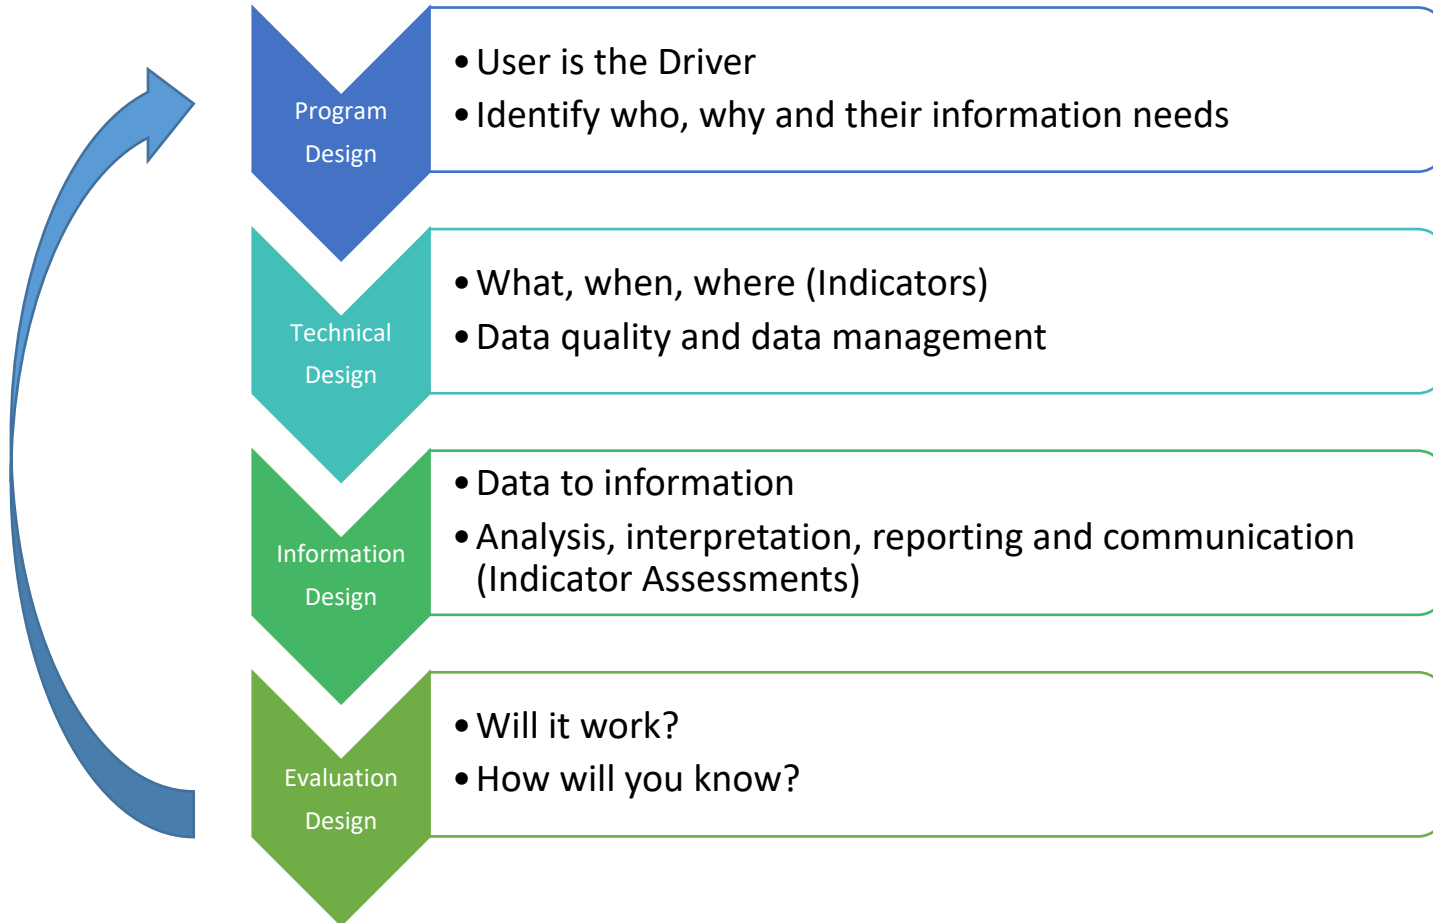 Program
Design
•User is the Driver
•Identify who, why and their information needs
Technical
Design
•What, when, where (Indicators)
•Data quality and data management
Information
Design
•Data to information
•Analysis, interpretation, reporting and communication
(Indicator Assessments)
Evaluation
Design
•Will it work?
•How will you know?